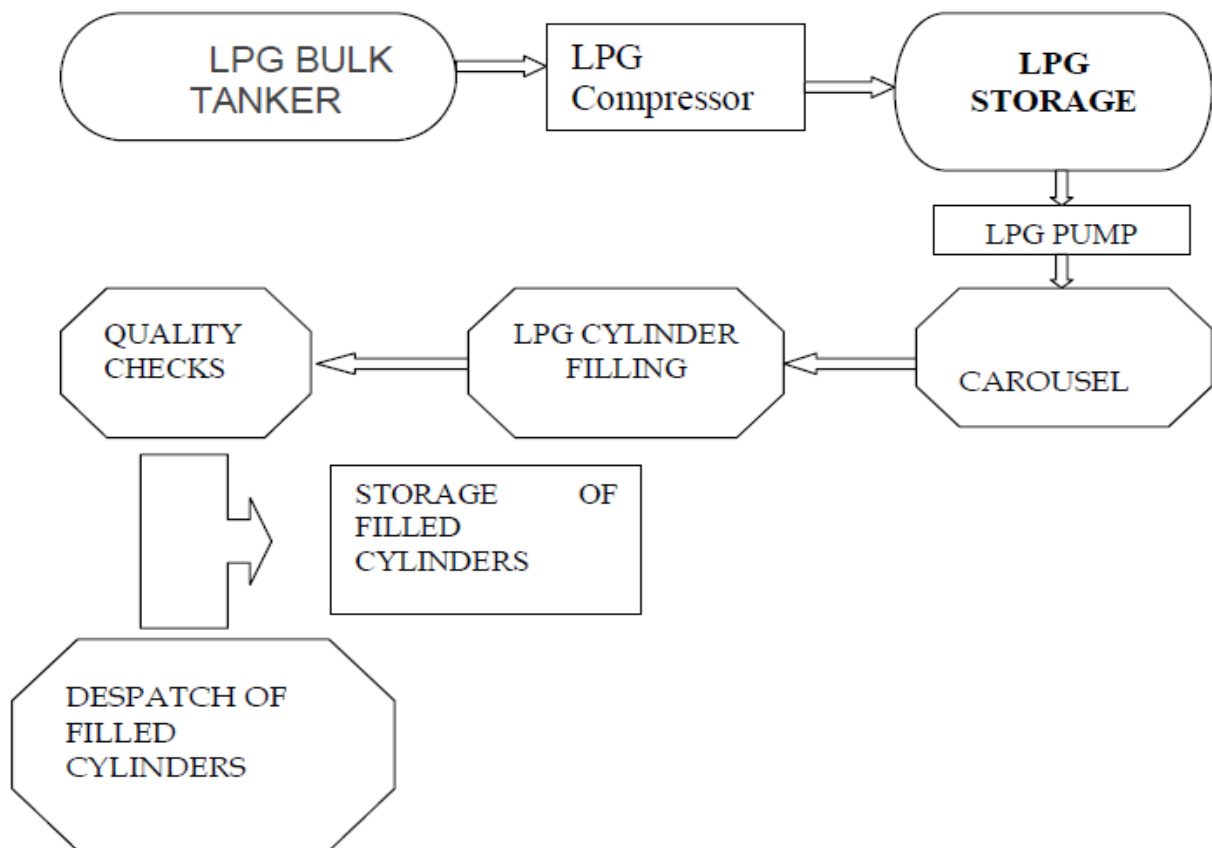 LPG BULK
TANKER
LPG
Compressor
LPG
STORAGE
LPG PUMP
CAROUSEL
LPG CYLINDER
FILLING
QUALITY
CHECKS
STORAGE OF
FILLED
CYLINDERS
DESPATCH OF
FILLED
CYLINDERS